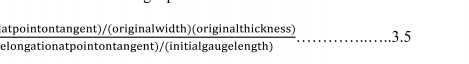 atpointontangent)/(originalwidth)(originalthickness)
elongationatpointontangent)/(initialgaugelength)
…………..…..3.5